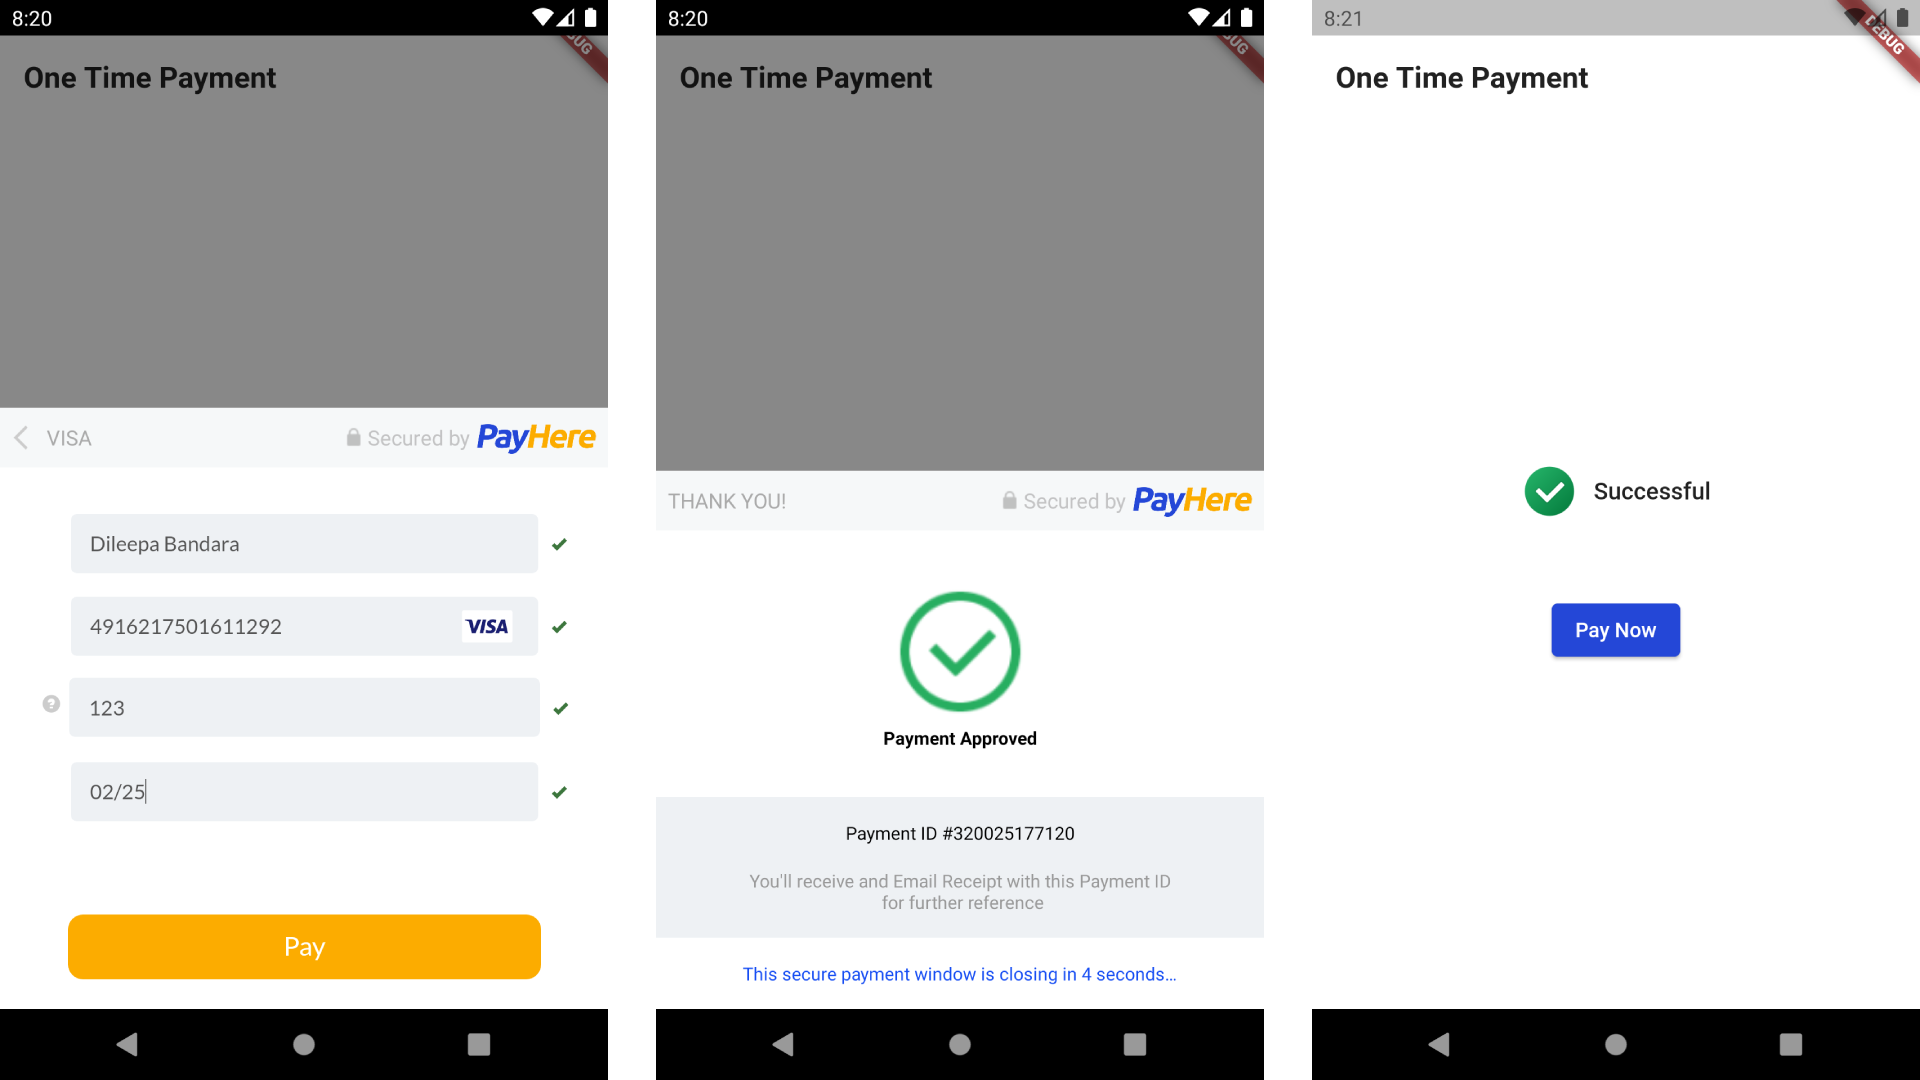 8:20
One Time Payment
VISA
Secured by PayHere
Dileepa Bandara
4916217501611292 VISA
123
02/25
Pay
8:20
One Time Payment
THANK YOU!
Secured by PayHere
Payment Approved
Payment ID #320025177120
You'll receive and Email Receipt with this Payment ID
for further reference
This secure payment window is closing in 4 seconds...
8:21
DEBUG
One Time Payment
Successful
Pay Now